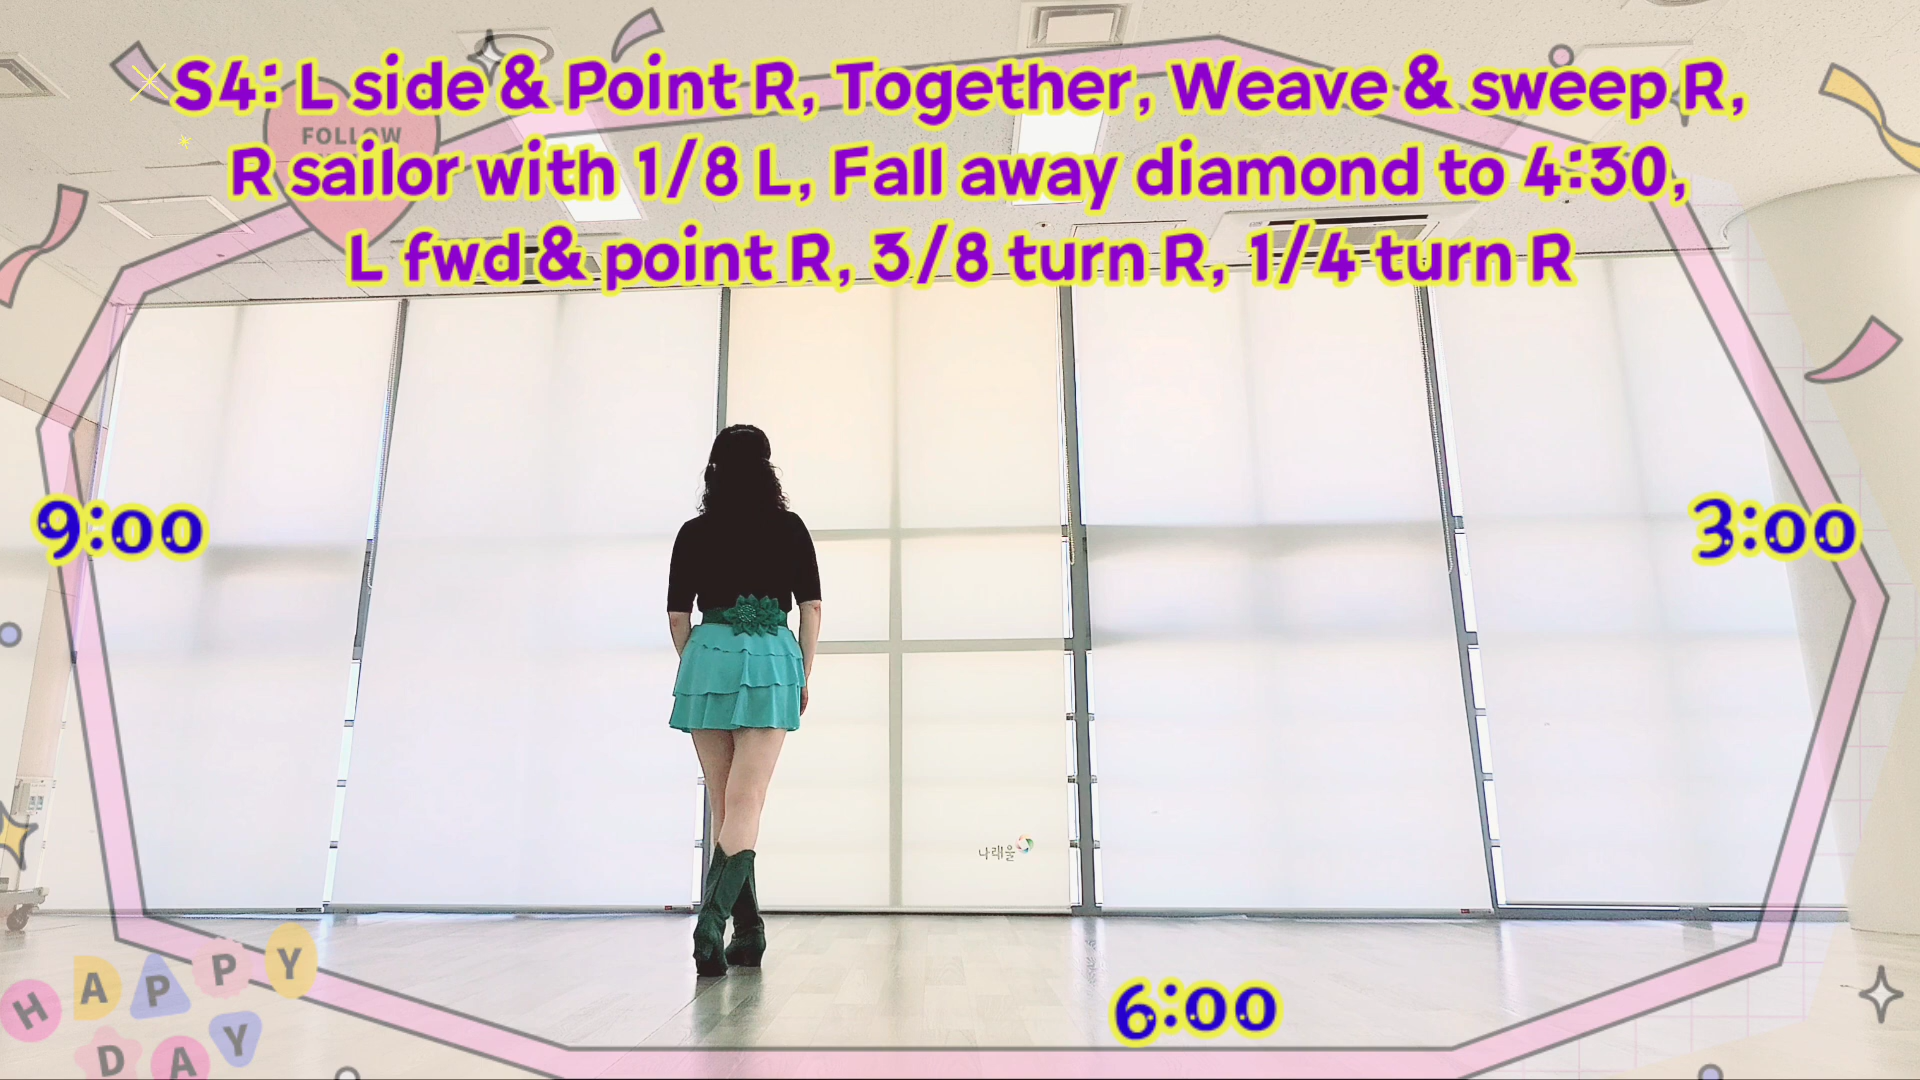 S4: L side & Point R, Together, Weave & sweep R,
R sailor with 1/8 L, Fall away diamond to 4:30,
L fwd & point R, 3/8 turn R, 1/4 turn R
FOLLOW
9:00
3:00
나래울
6:00
HAPPY
DAY